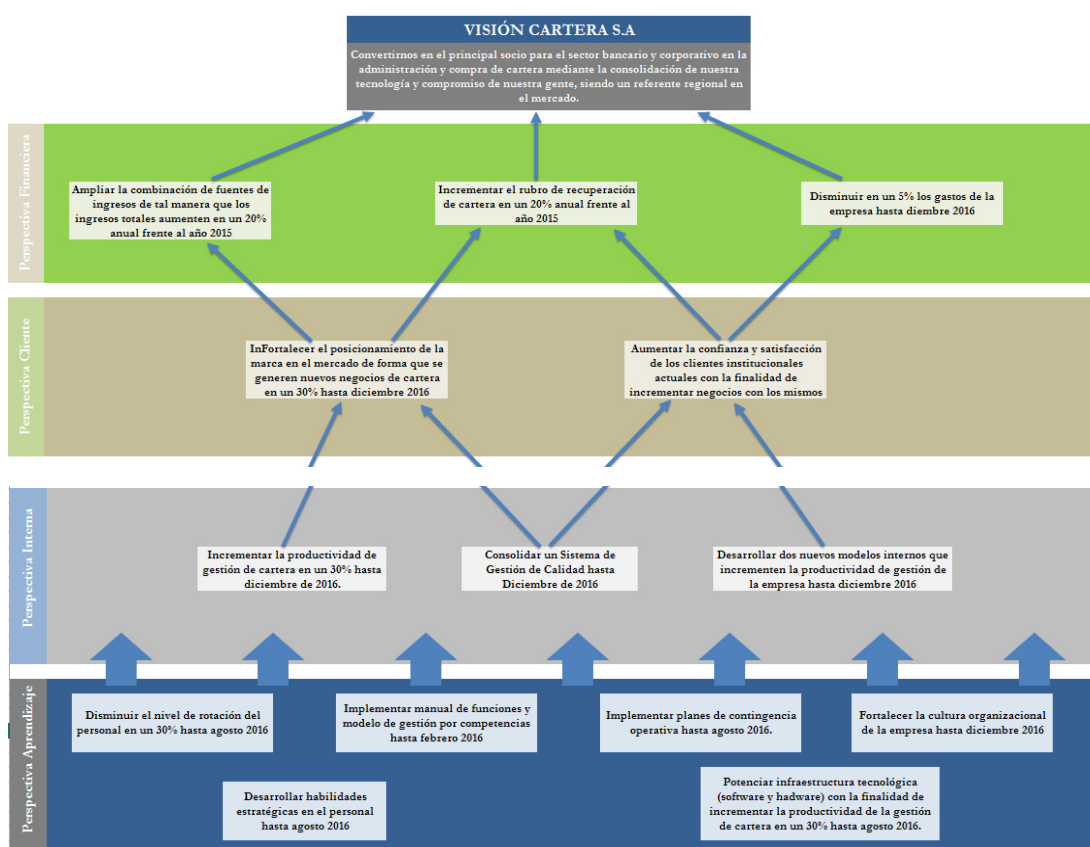 VISIÓN CARTERA S.A
Convertirnos en el principal socio para el sector bancario y corporativo en la
administración y compra de cartera mediante la consolidación de nuestra
tecnología y compromiso de nuestra gente, siendo un referente regional en
el mercado.
Perspectiva Financiera
Ampliar la combinación de fuentes de
ingresos de tal manera que los
ingresos totales aumenten en un 20%
anual frente al año 2015
Incrementar el rubro de recuperación
de cartera en un 20% anual frente al
año 2015
Disminuir en un 5% los gastos de la
empresa hasta diembre 2016
Perspectiva Cliente
InFortalecer el posicionamiento de la
marca en el mercado de forma que se
generen nuevos negocios de cartera
en un 30% hasta diciembre 2016
Aumentar la confianza y satisfacción
de los clientes institucionales
actuales con la finalidad de
incrementar negocios con los mismos
Perspectiva Interna
Incrementar la productividad de
gestión de cartera en un 30% hasta
diciembre de 2016.
Consolidar un Sistema de
Gestión de Calidad hasta
Diciembre de 2016
Desarrollar dos nuevos modelos internos que
incrementen la productividad de gestión de
la empresa hasta diciembre 2016
Perspectiva Aprendizaje
Disminuir el nivel de rotación del
personal en un 30% hasta agosto 2016
Implementar manual de funciones y
modelo de gestión por competencias
hasta febrero 2016
Implementar planes de contingencia
operativa hasta agosto 2016.
Fortalecer la cultura organizacional
de la empresa hasta diciembre 2016
Desarrollar habilidades
estratégicas en el personal
hasta agosto 2016
Potenciar infraestructura tecnológica
(software y hadware) con la finalidad de
incrementar la productividad de la gestión
de cartera en un 30% hasta agosto 2016.